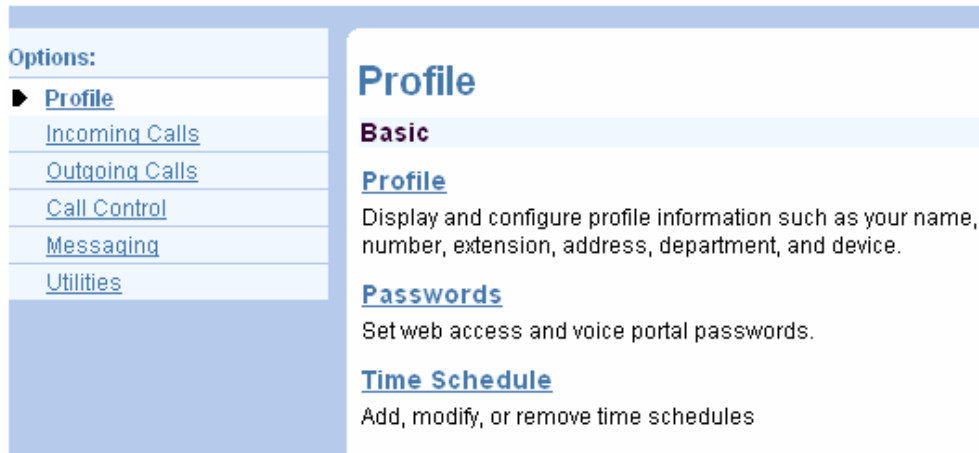 Options:
Profile
Incoming Calls
Outgoing Calls
Call Control
Messaging
Utilities
Profile
Basic
Profile
Display and configure profile information such as your name,
number, extension, address, department, and device.
Passwords
Set web access and voice portal passwords.
Time Schedule
Add, modify, or remove time schedules